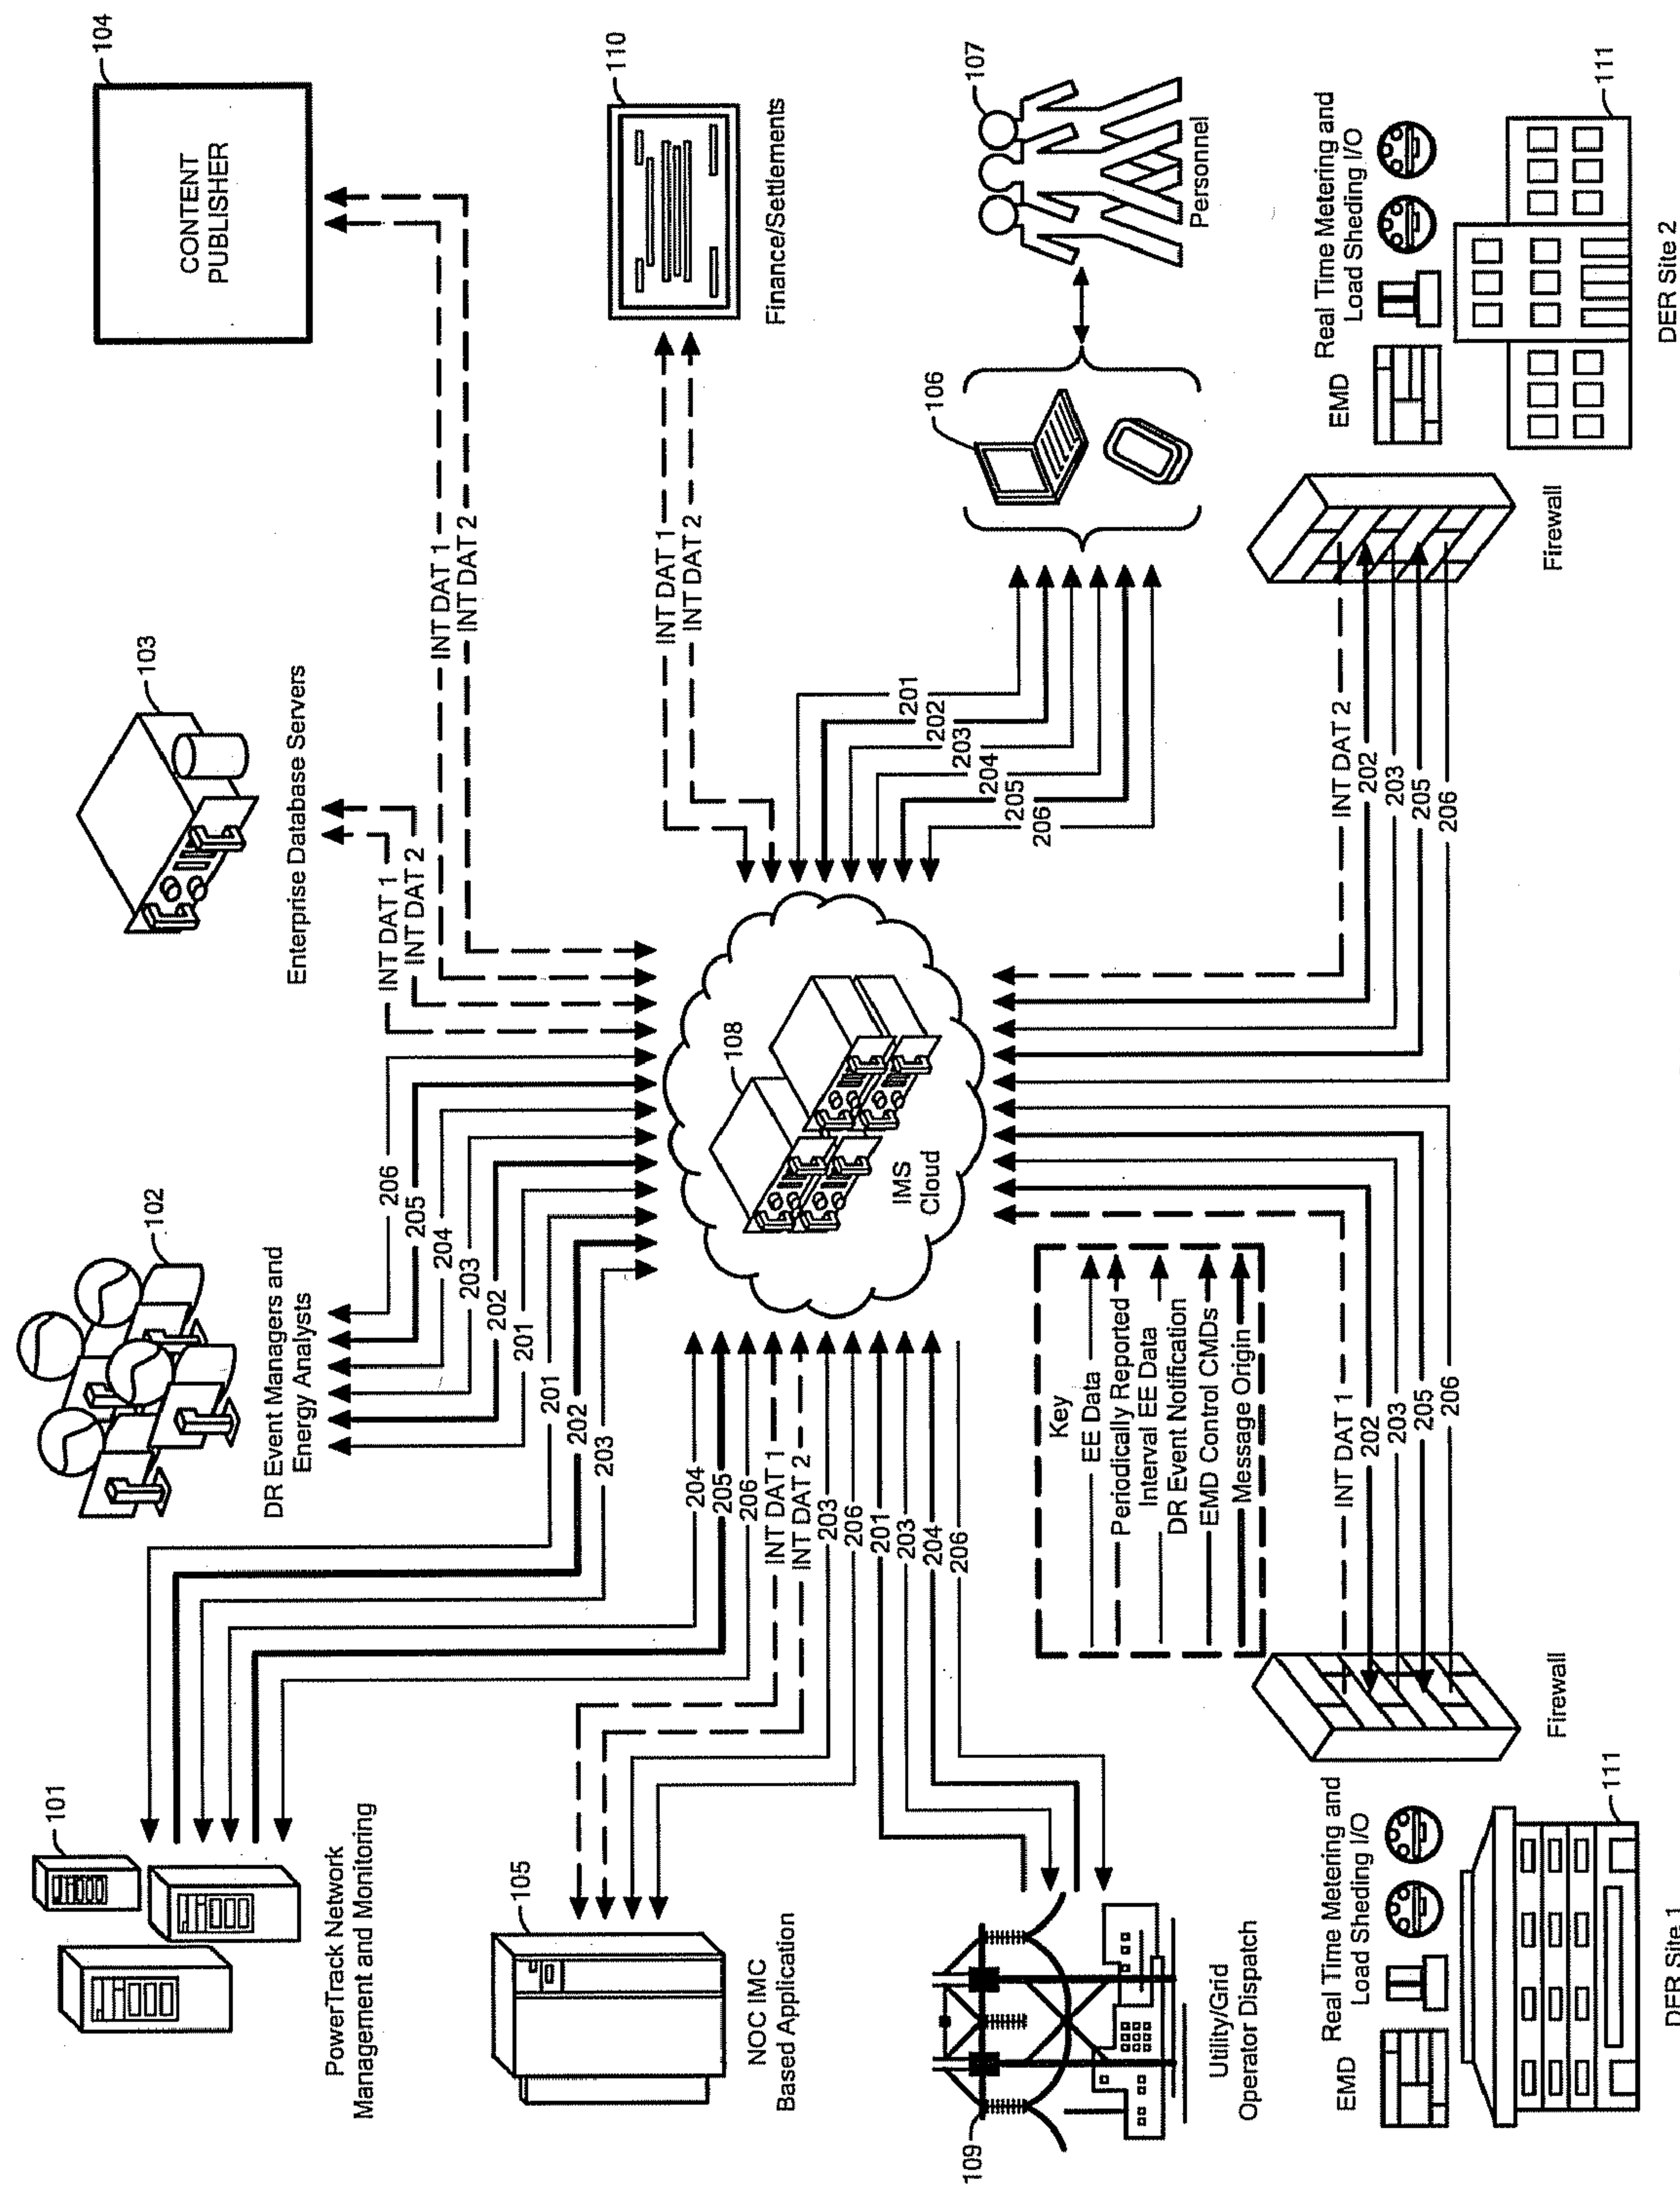 101
PowerTrack Network
Management and Monitoring
102
DR Event Managers and
Energy Analysts
103
Enterprise Database Servers
104
CONTENT
PUBLISHER
206
205
204
203
202
201
201
202
203
204
205
206
INT DAT 1
INT DAT 2
203
206
201
203
204
206
INT DAT 1
INT DAT 2
INT DAT 1
INT DAT 2
105
NOC IMC
Based Application
108
IMS
Cloud
INT DAT 1
INT DAT 2
110
Finance/Settlements
201
202
203
204
205
206
106
107
Personnel
109
Utility/Grid
Operator Dispatch
Key
EE Data
Periodically Reported
Interval EE Data
DR Event Notification
EMD Control CMDs
Message Origin
EMD
Real Time Metering and
Load Sheding I/O
111
DER Site 1
Firewall
INT DAT 1
202
203
205
206
INT DAT 2
202
203
205
206
Firewall
EMD
Real Time Metering and
Load Sheding I/O
111
DER Site 2